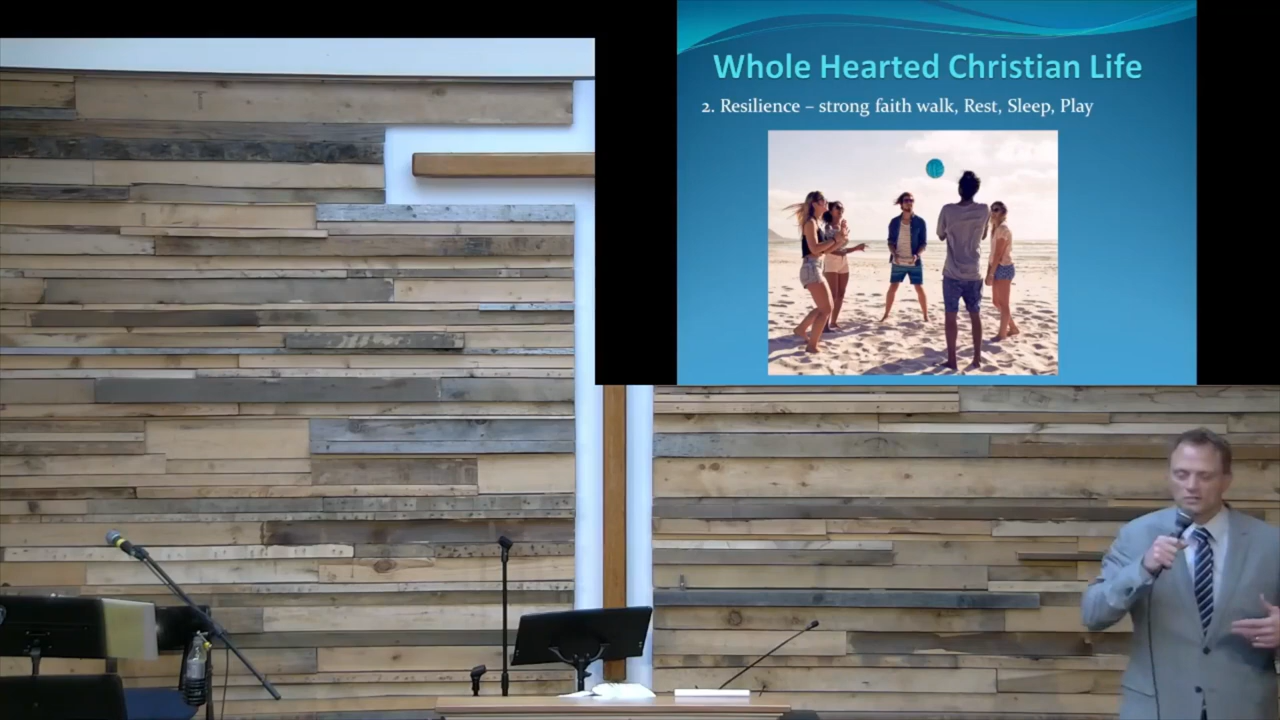 Whole Hearted Christian Life
2. Resilience – strong faith walk, Rest, Sleep, Play